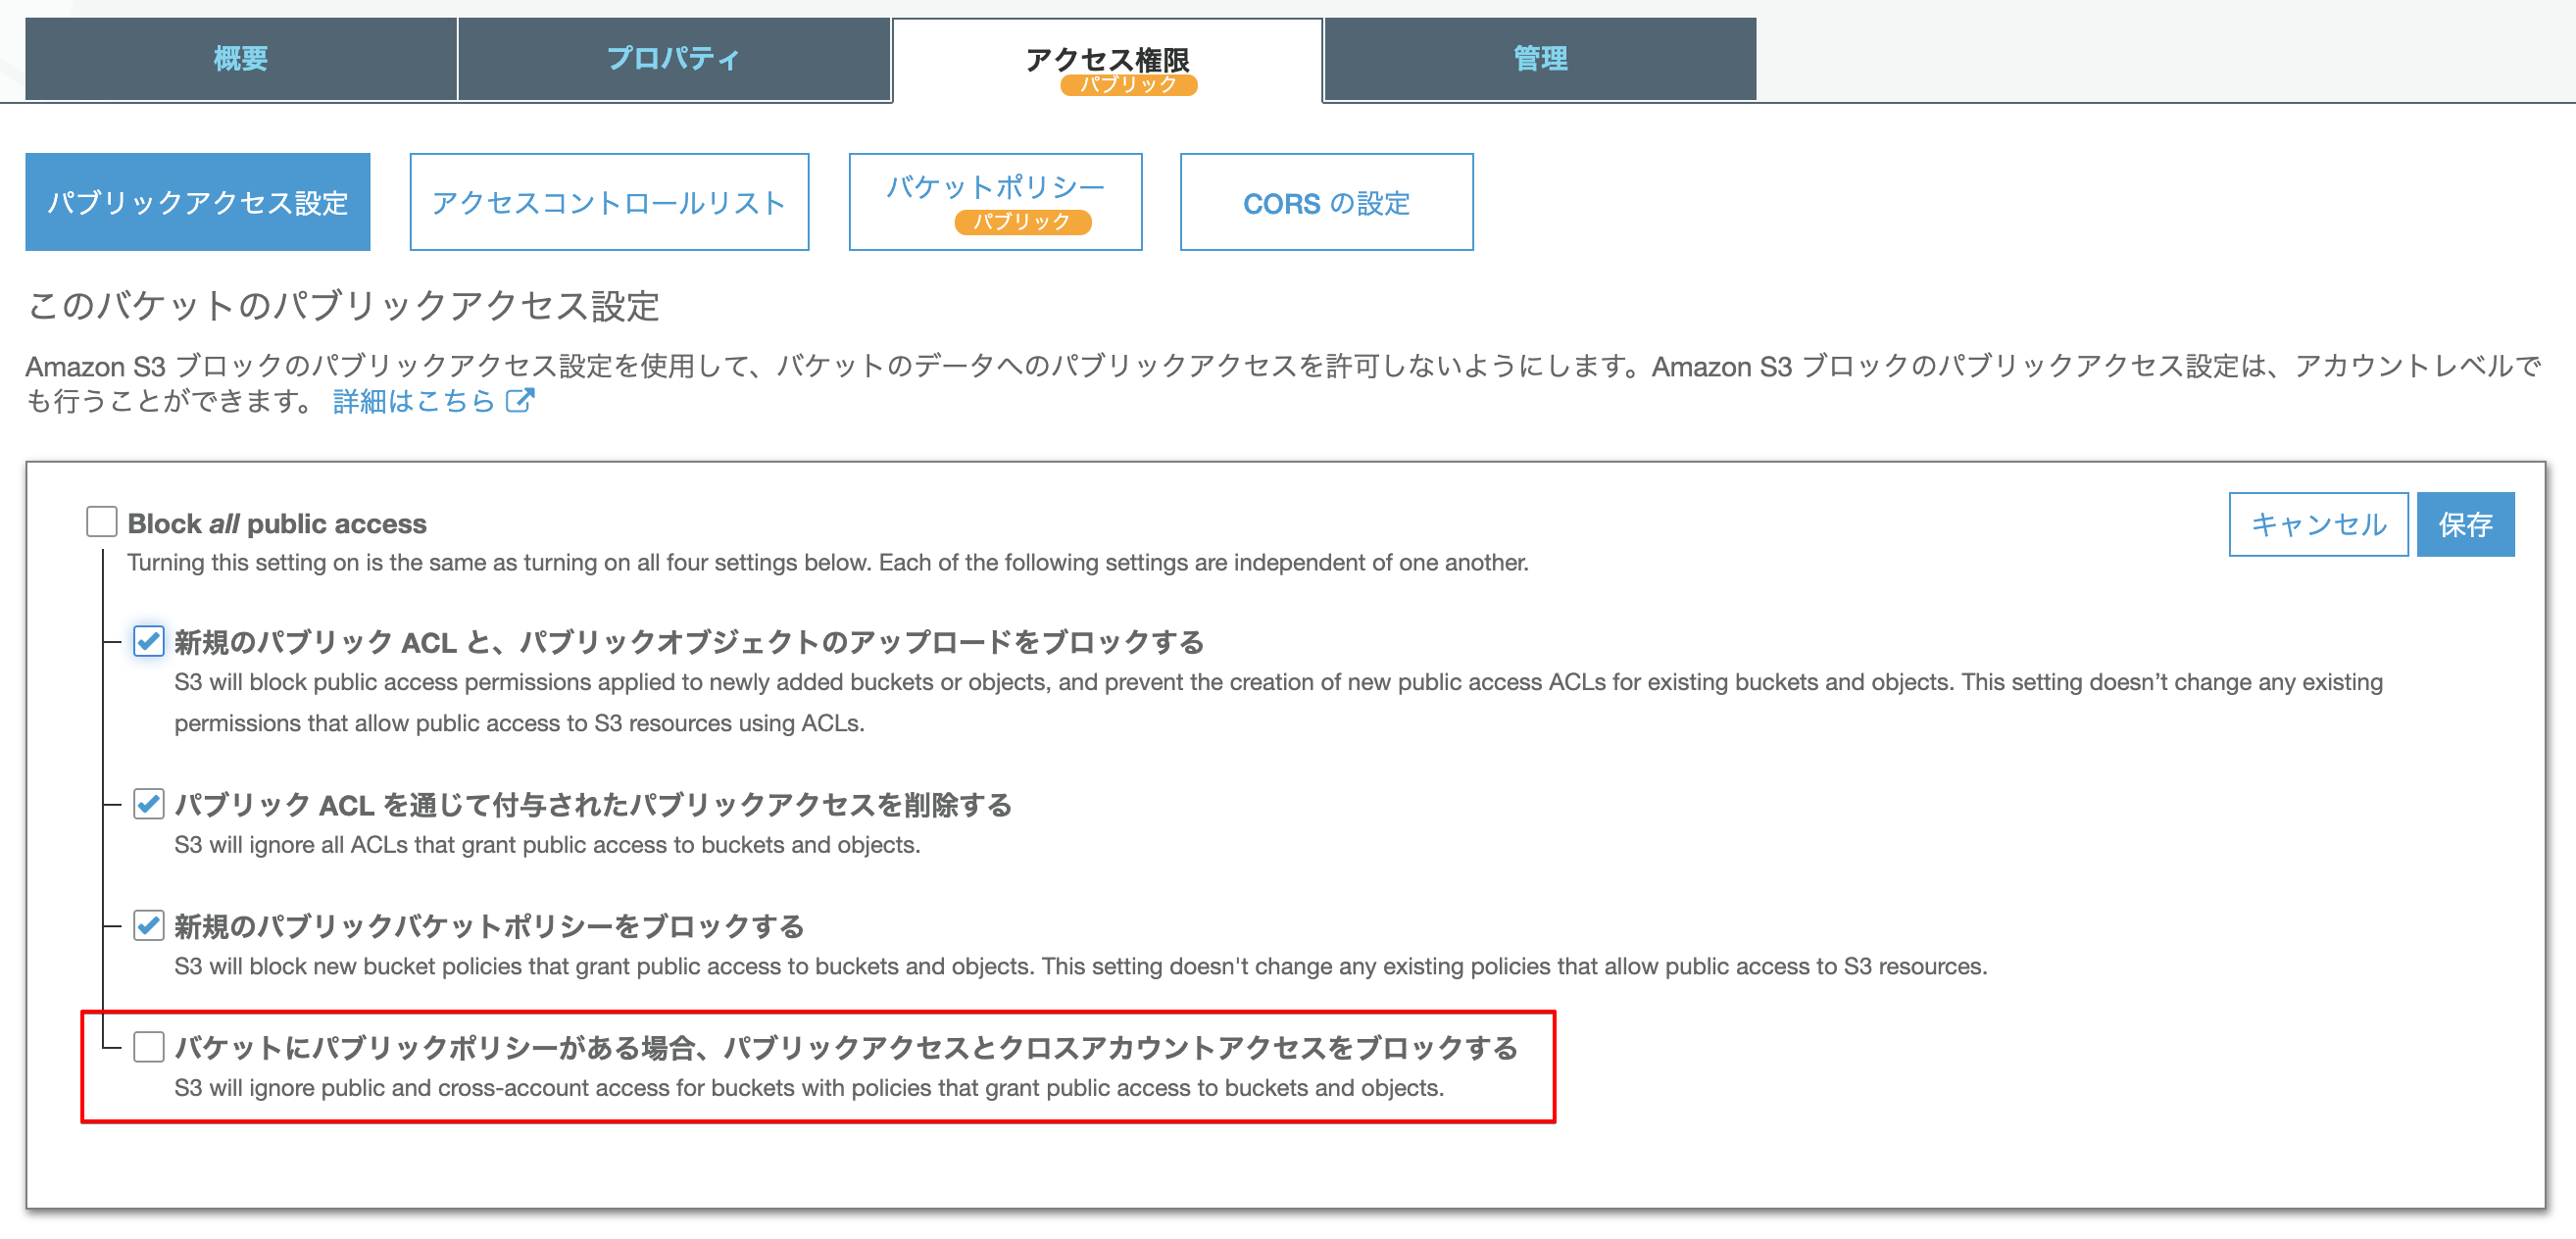 概要
プロパティ
アクセス権限
パブリック
管理
パブリックアクセス設定
アクセスコントロールリスト
バケットポリシー
パブリック
CORS の設定
このバケットのパブリックアクセス設定
Amazon S3 ブロックのパブリックアクセス設定を使用して、バケットのデータへのパブリックアクセスを許可しないようにします。Amazon S3 ブロックのパブリックアクセス設定は、アカウントレベルで
も行うことができます。 詳細はこちら
Block all public access
キャンセル
保存
Turning this setting on is the same as turning on all four settings below. Each of the following settings are independent of one another.
新規のパブリック ACL と、パブリックオブジェクトのアップロードをブロックする
S3 will block public access permissions applied to newly added buckets or objects, and prevent the creation of new public access ACLs for existing buckets and objects. This setting doesn’t change any existing
permissions that allow public access to S3 resources using ACLs.
パブリック ACL を通じて付与されたパブリックアクセスを削除する
S3 will ignore all ACLs that grant public access to buckets and objects.
新規のパブリックバケットポリシーをブロックする
S3 will block new bucket policies that grant public access to buckets and objects. This setting doesn't change any existing policies that allow public access to S3 resources.
バケットにパブリックポリシーがある場合、パブリックアクセスとクロスアカウントアクセスをブロックする
S3 will ignore public and cross-account access for buckets with policies that grant public access to buckets and objects.